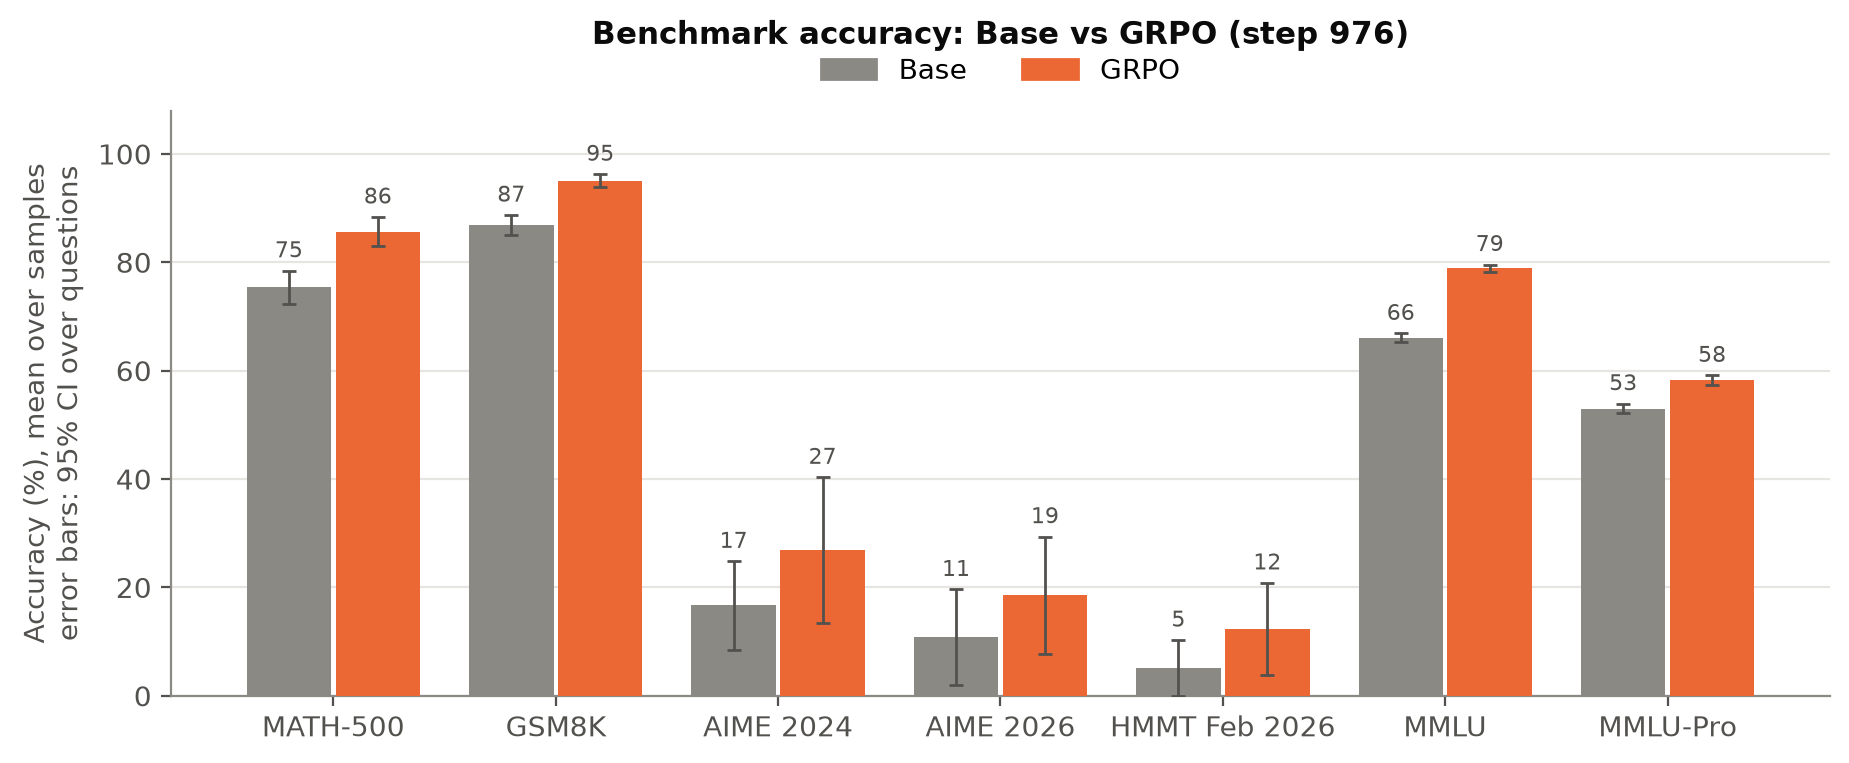 Benchmark accuracy: Base vs GRPO (step 976)
Base GRPO
Accuracy (%), mean over samples
error bars: 95% CI over questions
100
80
60
40
20
0
75 86 87 95 17 27 11 19 5 12 66 79 53 58
MATH-500 GSM8K AIME 2024 AIME 2026 HMMT Feb 2026 MMLU MMLU-Pro